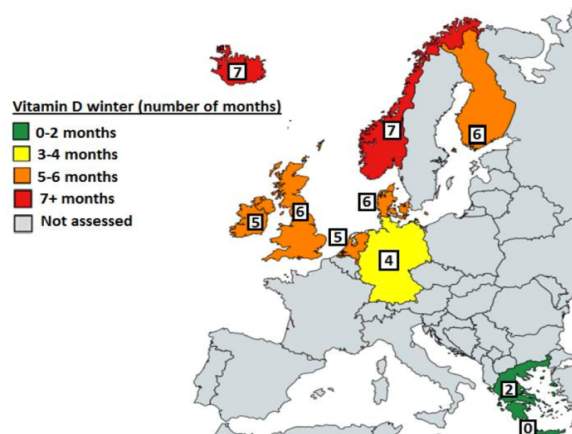 7
Vitamin D winter (number of months)
0-2 months
3-4 months
5-6 months
7+ months
Not assessed
7
6
6
6
5
5
4
2
0